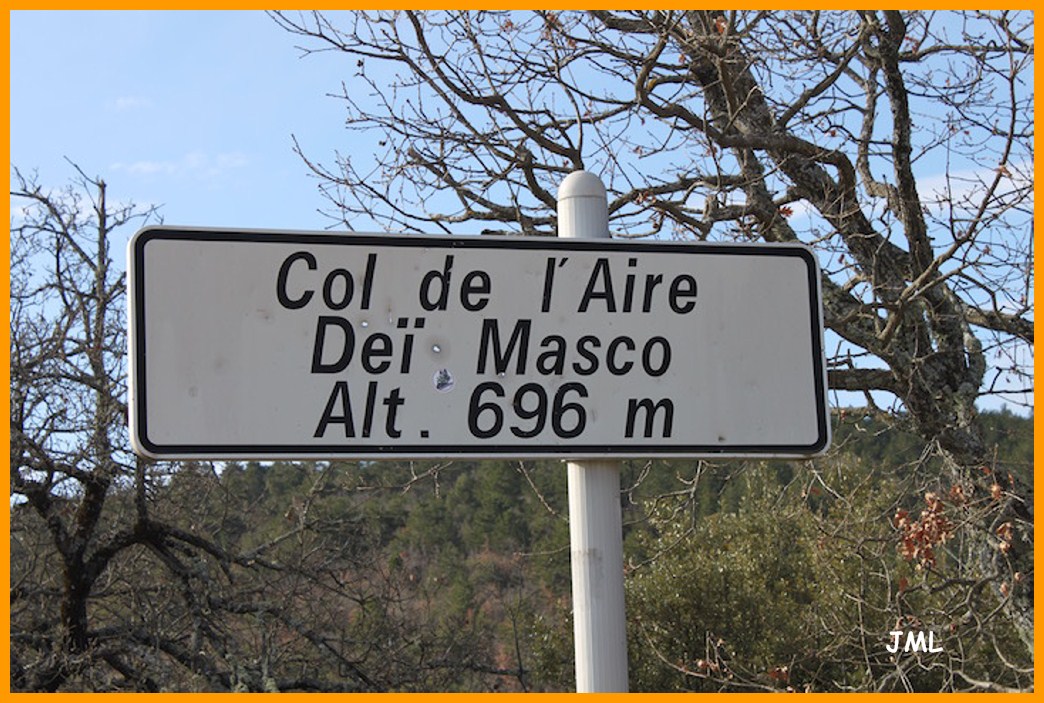 Col de l'Aire
Deï Masco
Alt. 696 m
JML